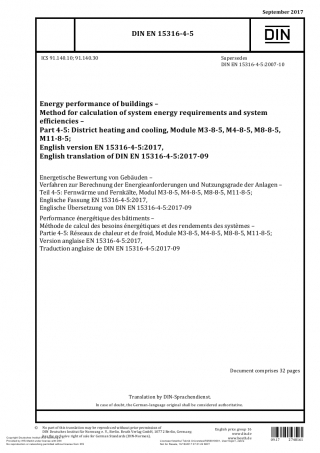 September 2017
DIN EN 15316-4-5
DIN
ICS 91.140.10; 91.140.30
Supersedes
DIN EN 15316-4-5:2007-10
Energy performance of buildings –
Method for calculation of system energy requirements and system
efficiencies –
Part 4-5: District heating and cooling, Module M3-8-5, M4-8-5, M8-8-5,
M11-8-5;
English version EN 15316-4-5:2017,
English translation of DIN EN 15316-4-5:2017-09
Energetische Bewertung von Gebäuden –
Verfahren zur Berechnung der Energieanforderungen und Nutzungsgrade der Anlagen –
Teil 4-5: Fernwärme und Fernkälte, Modul M3-8-5, M4-8-5, M8-8-5, M11-8-5;
Englische Fassung EN 15316-4-5:2017,
Englische Übersetzung von DIN EN 15316-4-5:2017-09
Performance énergétique des bâtiments –
Méthode de calcul des besoins énergétiques et des rendements des systèmes –
Partie 4-5: Réseaux de chaleur et de froid, Module M3-8-5, M4-8-5, M8-8-5, M11-8-5;
Version anglaise EN 15316-4-5:2017,
Traduction anglaise de DIN EN 15316-4-5:2017-09
Document comprises 32 pages
Translation by DIN-Sprachendienst.
In case of doubt, the German-language original shall be considered authoritative.
No part of this translation may be reproduced without prior permission of
DIN Deutsches Institut für Normung e. V., Berlin. Beuth Verlag GmbH, 10772 Berlin, Germany,
has the exclusive right of sale for German Standards (DIN-Normen).
English price group 14
www.din.de
www.beuth.de